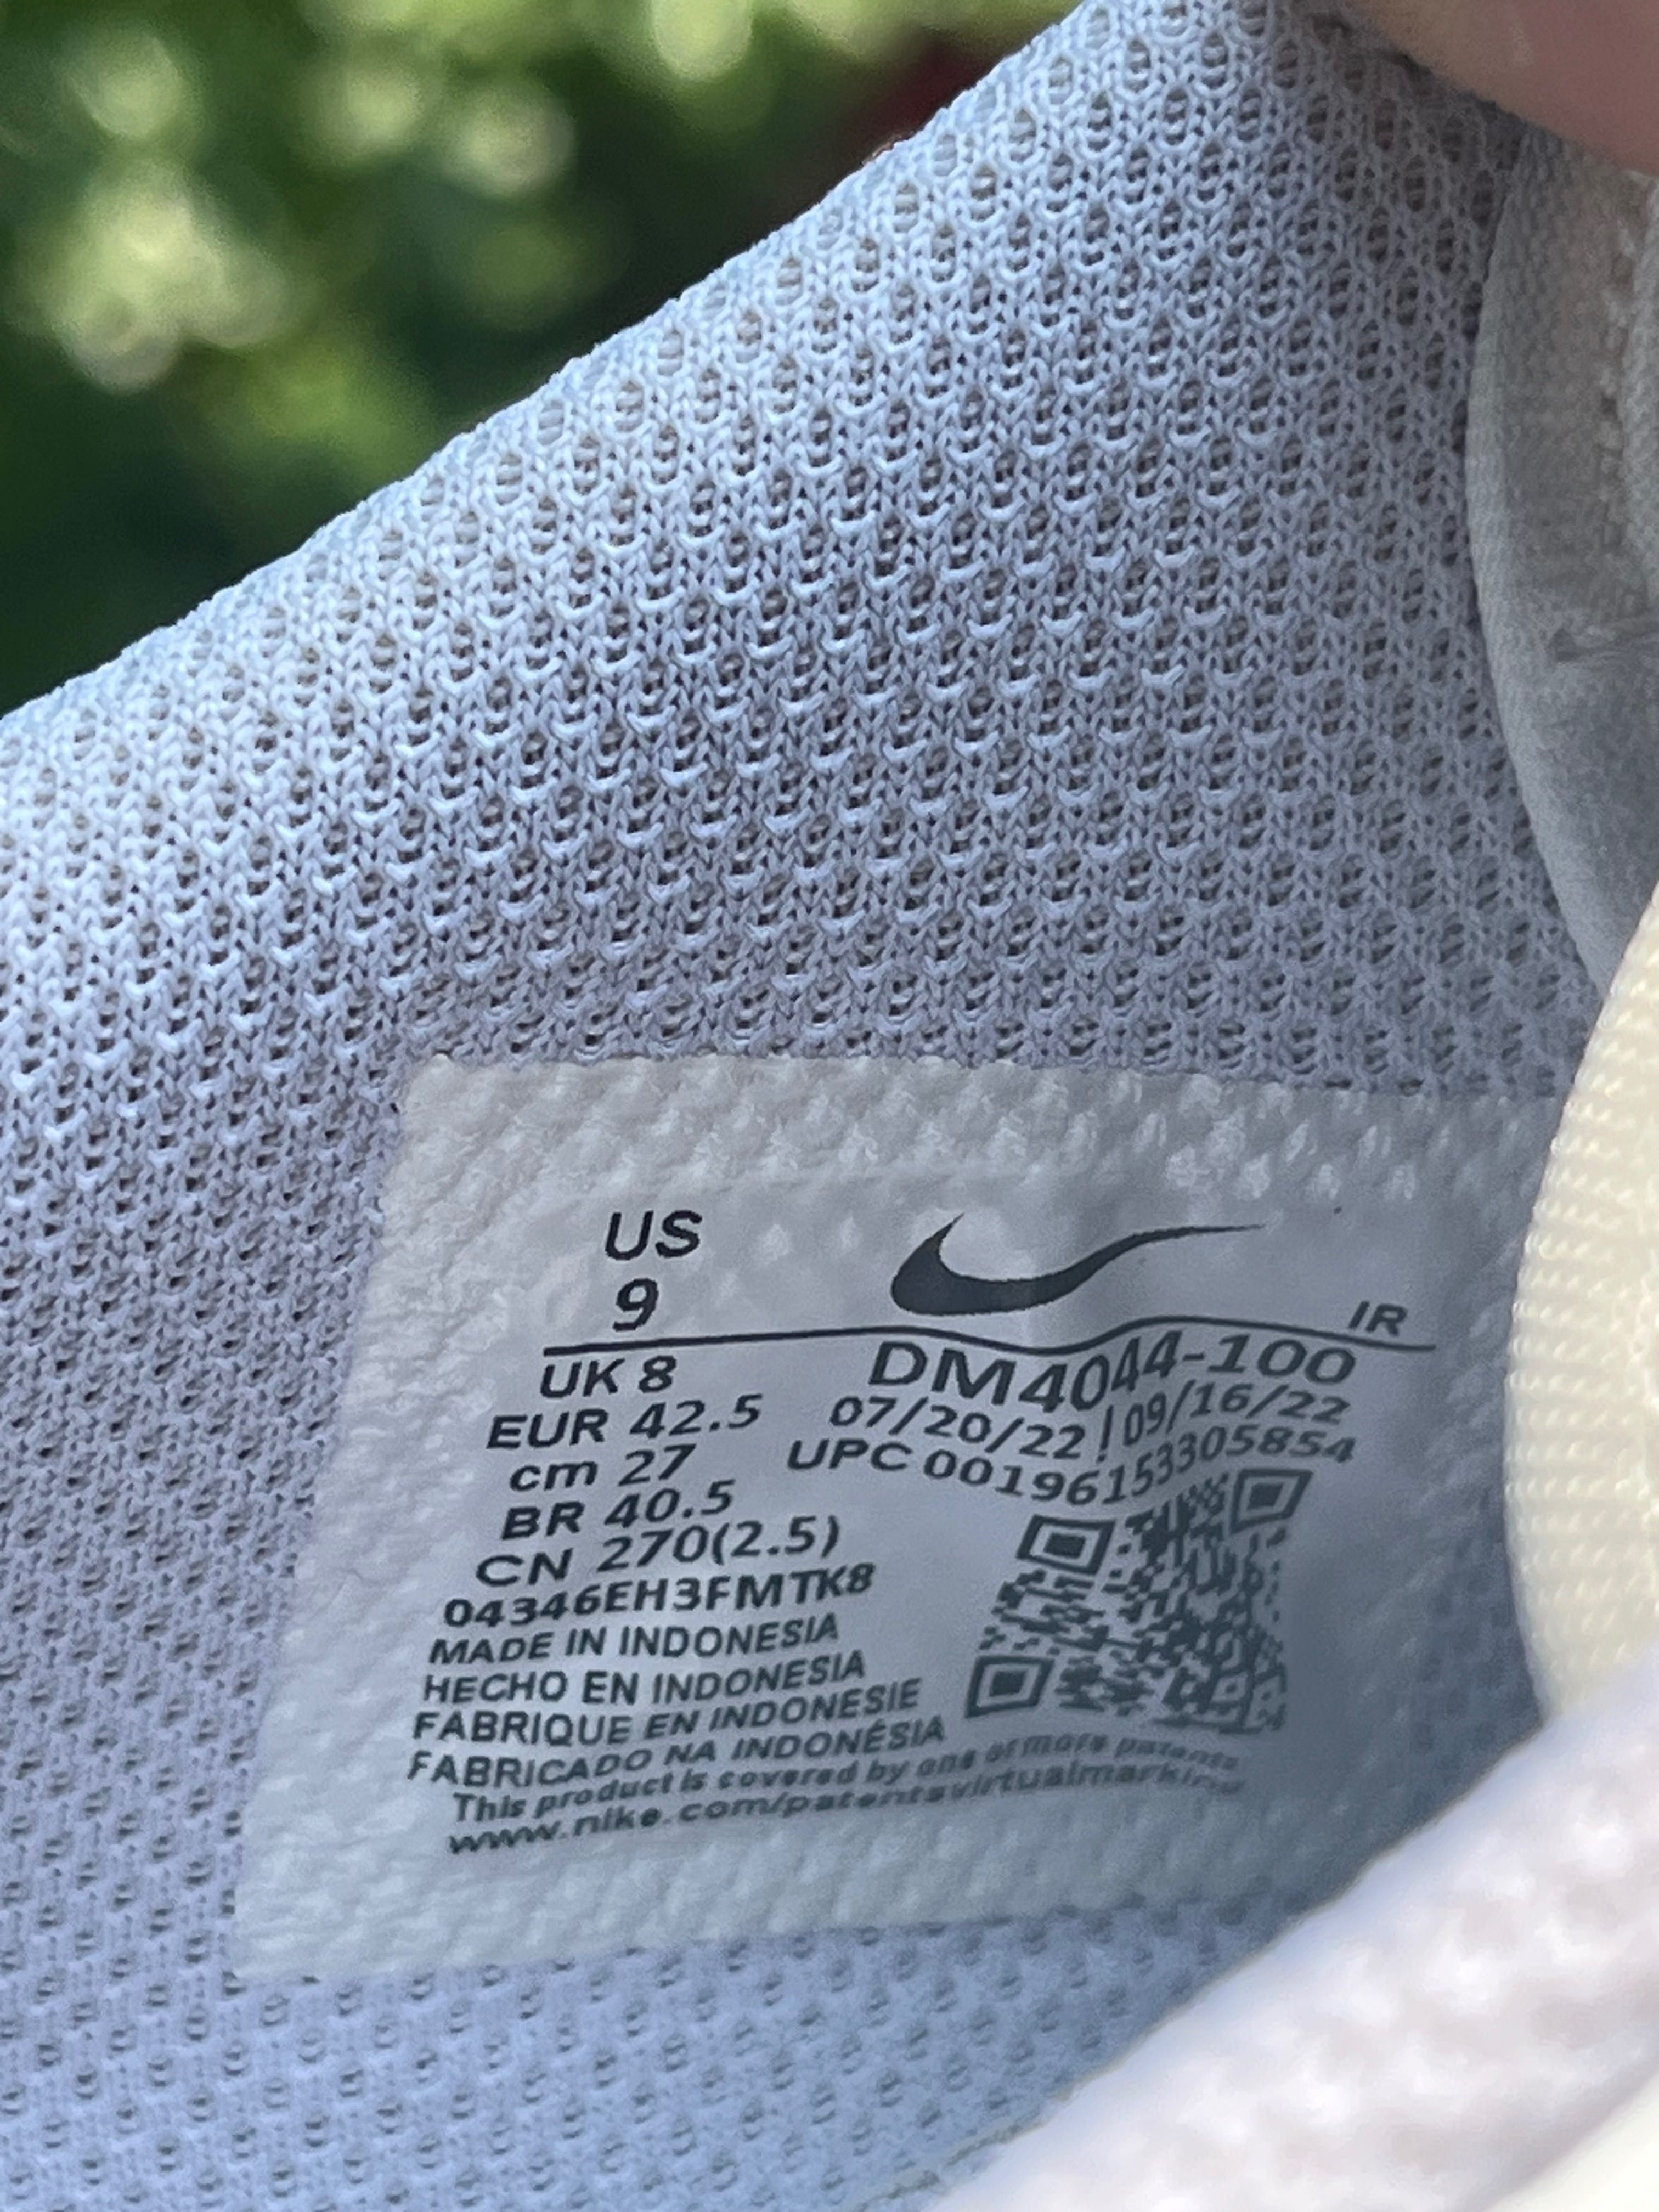 US
9
IR
UK 8
EUR 42.5
cm 27
BR 40.5
CN 270(2.5)
04346EH3FMTK8
MADE IN INDONESIA
HECHO EN INDONESIA
FABRIQUE EN INDONESIE
FABRICADO NA INDONÉSIA
DM4044-100
07/20/22 | 09/16/22
UPC 00196153305854
This product is covered by one of more patents
www.nike.com/patentsvirtualmarking